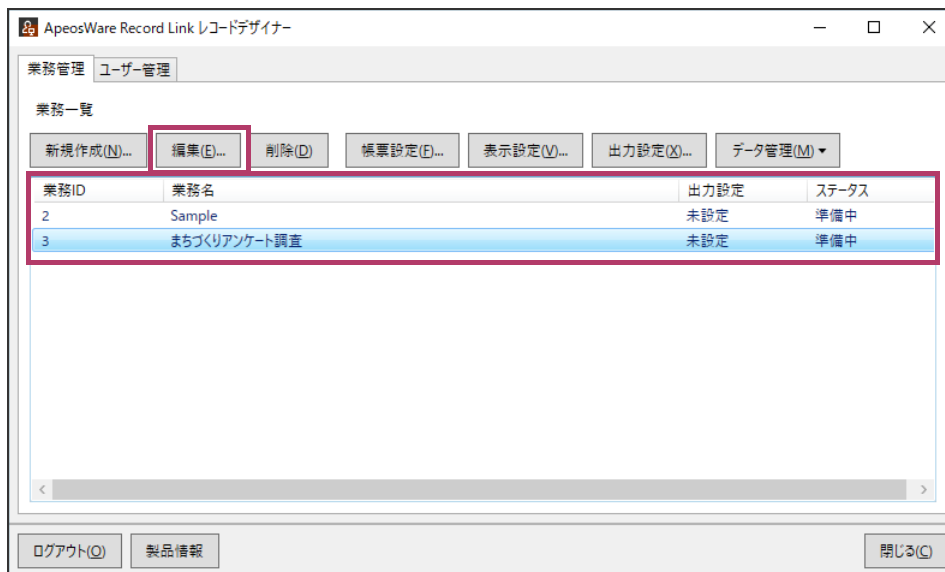 ApeosWare Record Link レコードデザイナー
業務管理 ユーザー管理
業務一覧
新規作成(N)... 編集(E)... 削除(D) 帳票設定(F)... 表示設定(V)... 出力設定(X)... データ管理(M)▼
業務ID 業務名 出力設定 ステータス
2 Sample 未設定 準備中
3 まちづくりアンケート調査 未設定 準備中
ログアウト(O) 製品情報 閉じる(C)